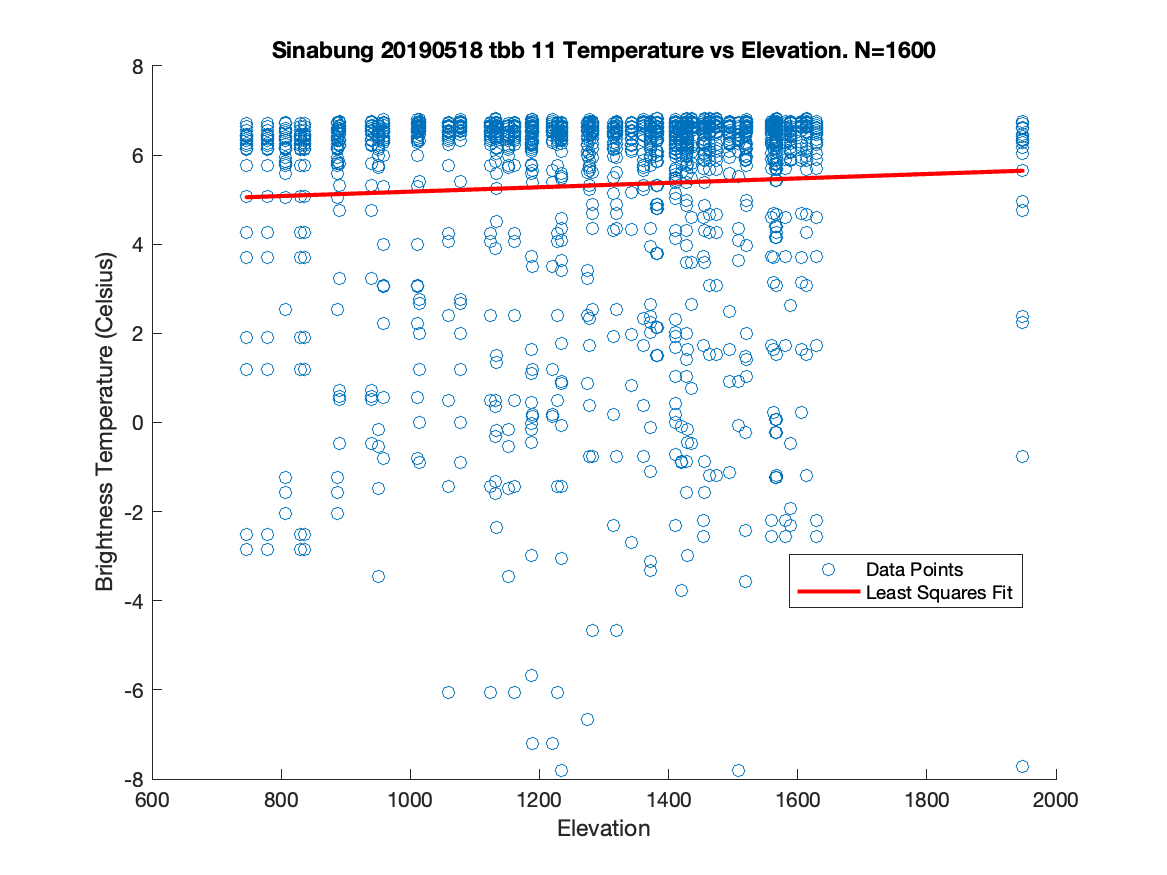 Sinabung 20190518 tbb 11 Temperature vs Elevation. N=1600
8
6
4
2
0
-2
-4
-6
-8
Brightness Temperature (Celsius)
Data Points
Least Squares Fit
600 800 1000 1200 1400 1600 1800 2000
Elevation